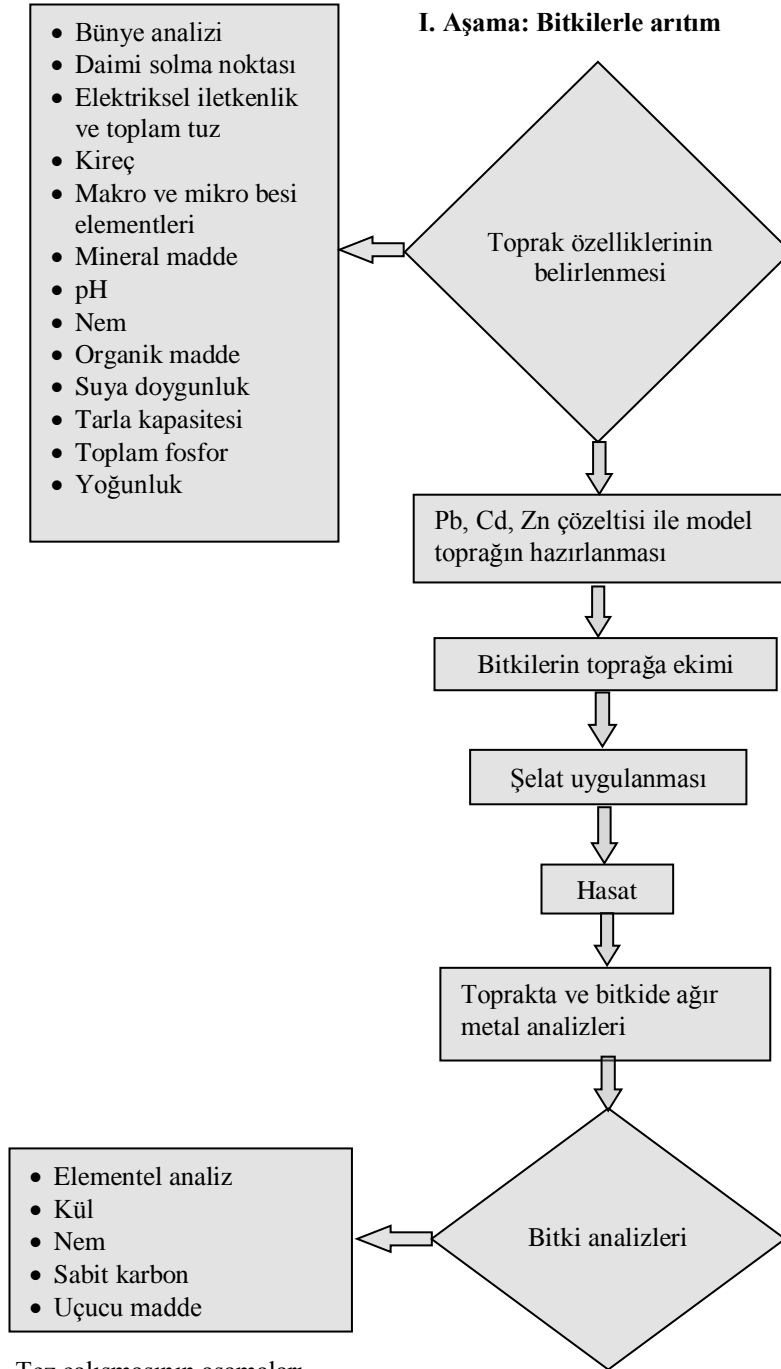 I. Aşama: Bitkilerle arıtım
• Bünye analizi
• Daimi solma noktası
• Elektriksel iletkenlik
ve toplam tuz
• Kireç
• Makro ve mikro besi
elementleri
• Mineral madde
• pH
• Nem
• Organik madde
• Suya doygunluk
• Tarla kapasitesi
• Toplam fosfor
• Yoğunluk
Toprak özelliklerinin
belirlenmesi
Pb, Cd, Zn çözeltisi ile model
toprağın hazırlanması
Bitkilerin toprağa ekimi
Şelat uygulanması
Hasat
Toprakta ve bitkide ağır
metal analizleri
Bitki analizleri
• Elementel analiz
• Kül
• Nem
• Sabit karbon
• Uçucu madde
Tez çalışmasının aşamaları